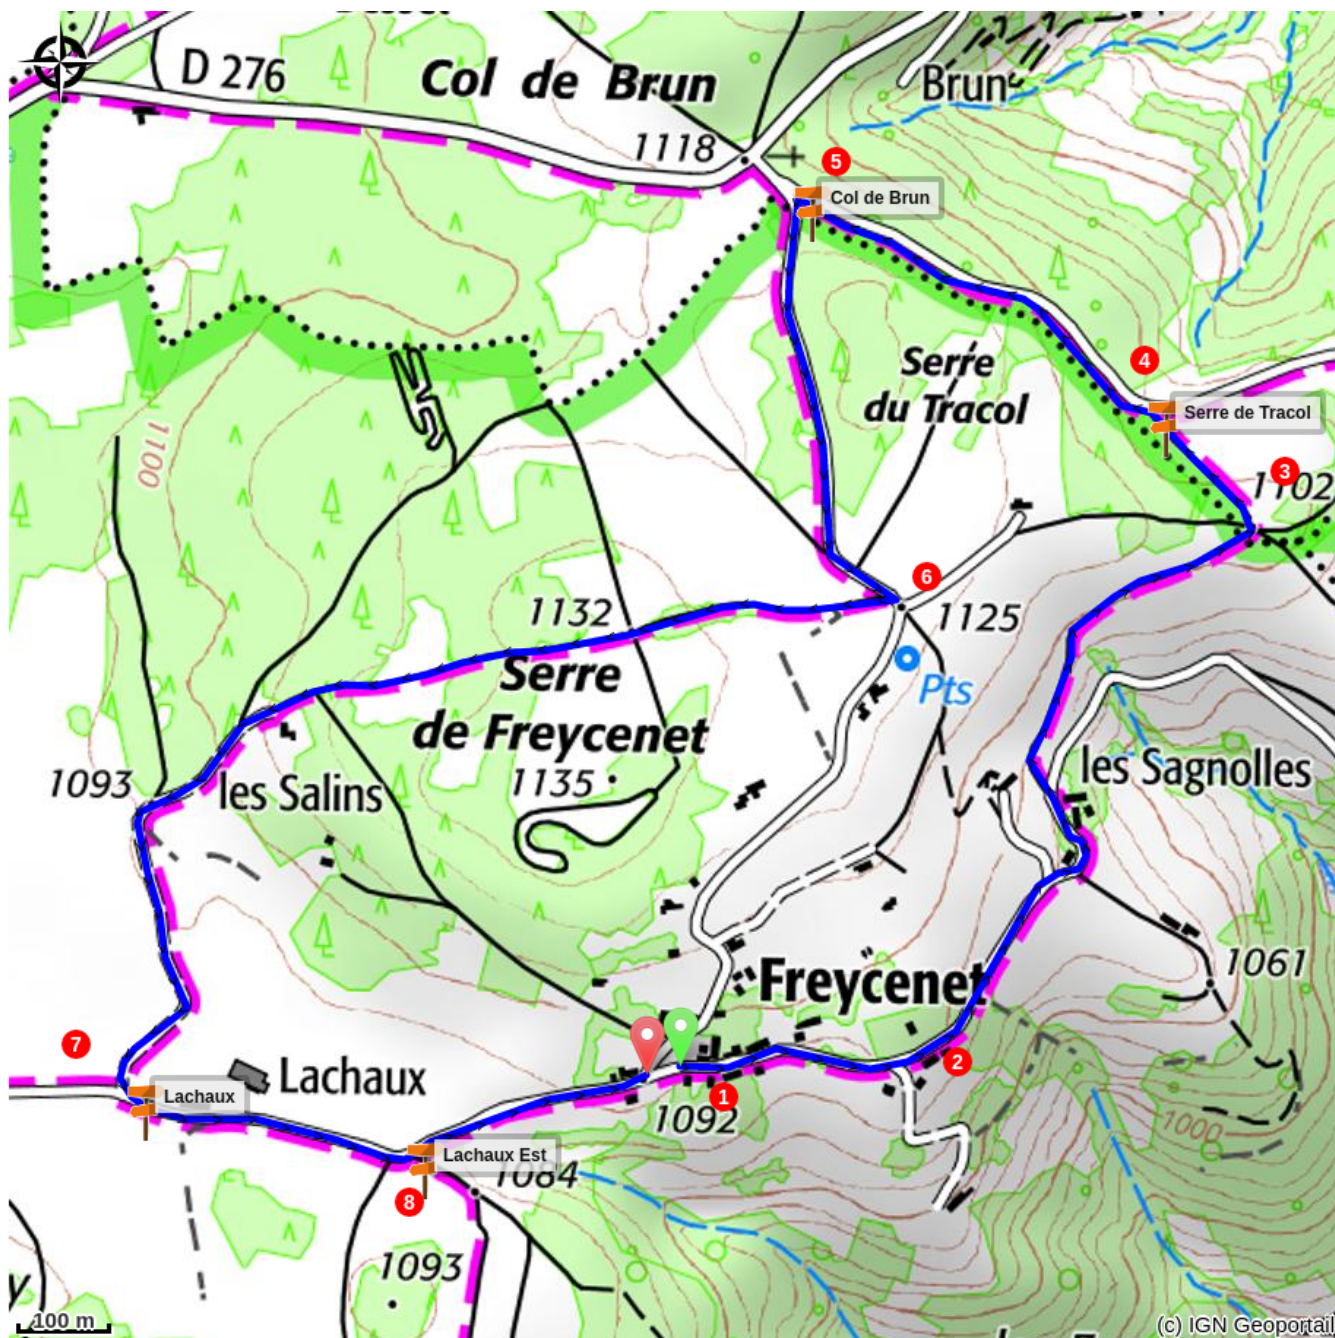 D 276
Col de Brun
Brun
1118
5
Col de Brun
4
Serre
du Tracol
Serre de Tracol
3
1102
1100
6
1132
1125
Serre
de Freycenet
Pts
1135
1093
les Salins
les Sagnolles
Freycenet
1061
7
Lachaux
2
Lachaux
1
1092
1000
Lachaux Est
1084
8
1093
y
100 m
(c) IGN Geoportail